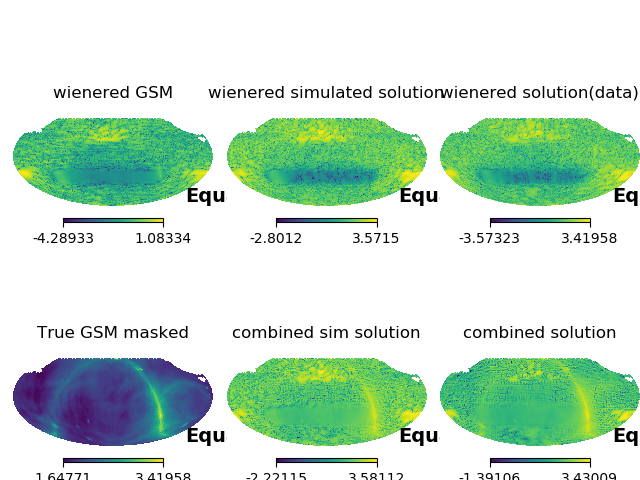 wienered GSM
wienered simulated solution
wienered solution(data)
Equ
Equ
Eq
-4.28933 1.08334
-2.8012 3.5715
-3.57323 3.41958
True GSM masked
combined sim solution
combined solution
Equ
Equ
Eq
1.64771 3.41958
-2.22115 3.58112
-1.39106 3.43009